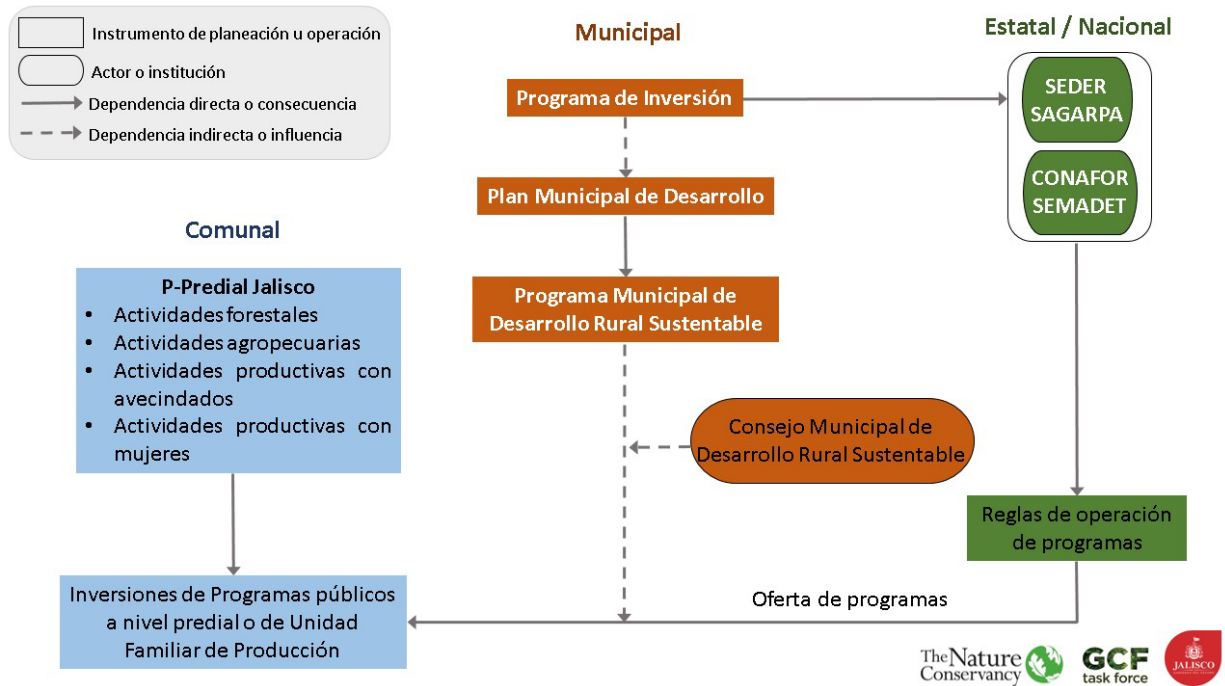 Instrumento de planeación u operación
Actor o institución
Dependencia directa o consecuencia
Dependencia indirecta o influencia
Municipal
Programa de Inversión
Plan Municipal de Desarrollo
Programa Municipal de
Desarrollo Rural Sustentable
Consejo Municipal de
Desarrollo Rural Sustentable
Estatal / Nacional
SEDER
SAGARPA
CONAFOR
SEMADET
Reglas de operación
de programas
Oferta de programas
Comunal
P-Predial Jalisco
• Actividades forestales
• Actividades agropecuarias
• Actividades productivas con
avecindados
• Actividades productivas con
mujeres
Inversiones de Programas públicos
a nivel predial o de Unidad
Familiar de Producción
The Nature
Conservancy
GCF
task force
JALISCO